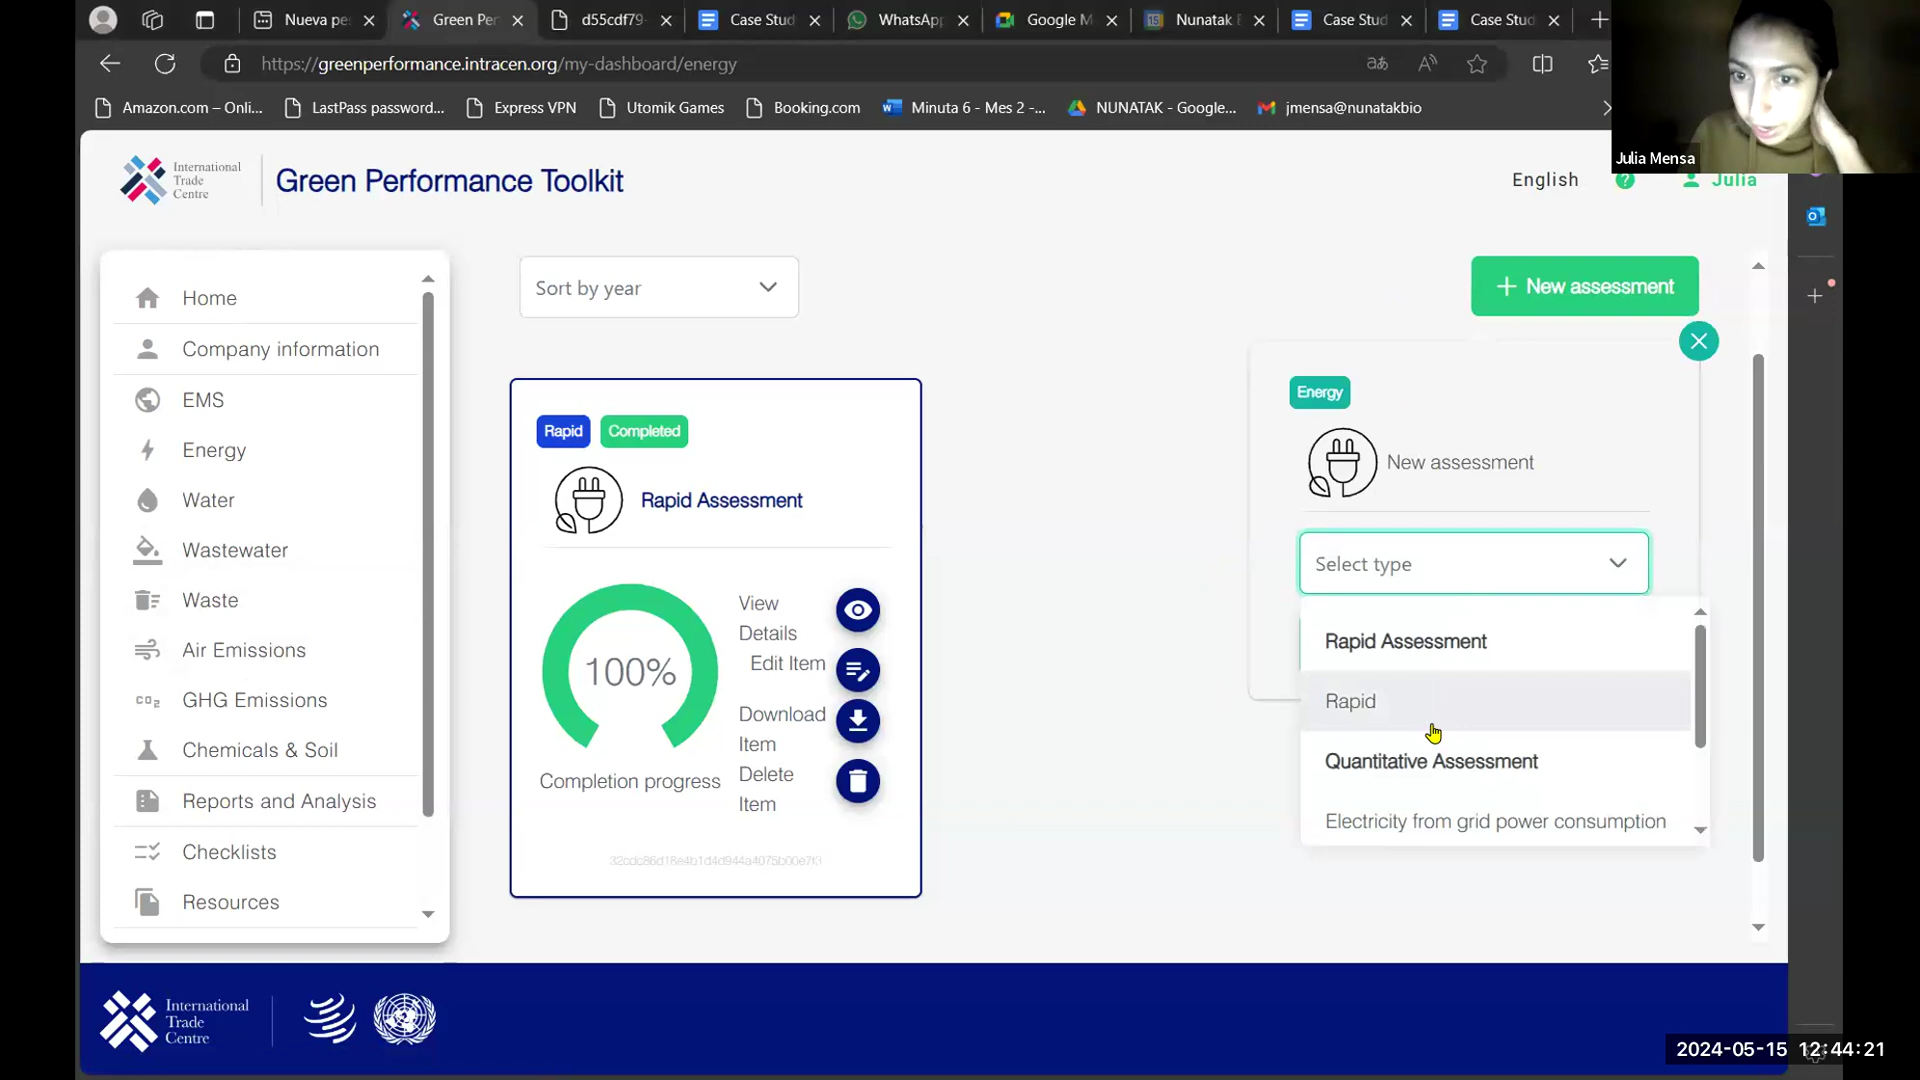 Nueva pe
Green Per
d55cdf79-
Case Stud
WhatsApp
Google M
Nunatak
Case Stud
Case Stud
https://greenperformance.intracen.org/my-dashboard/energy
Amazon.com – Onli...
LastPass password...
Express VPN
Utomik Games
Booking.com
Minuta 6 - Mes 2 -...
NUNATAK - Google...
jmensa@nunatakbio
Julia Mensa
International
Trade
Centre
Green Performance Toolkit
English
Julia
Home
Company information
EMS
Energy
Water
Wastewater
Waste
Air Emissions
GHG Emissions
Chemicals & Soil
Reports and Analysis
Checklists
Resources
Sort by year
+ New assessment
Rapid
Completed
Rapid Assessment
100%
Completion progress
View
Details
Edit Item
Download
Item
Delete
Item
Energy
New assessment
Select type
Rapid Assessment
Rapid
Quantitative Assessment
Electricity from grid power consumption
International
Trade
Centre
2024-05-15 12:44:21